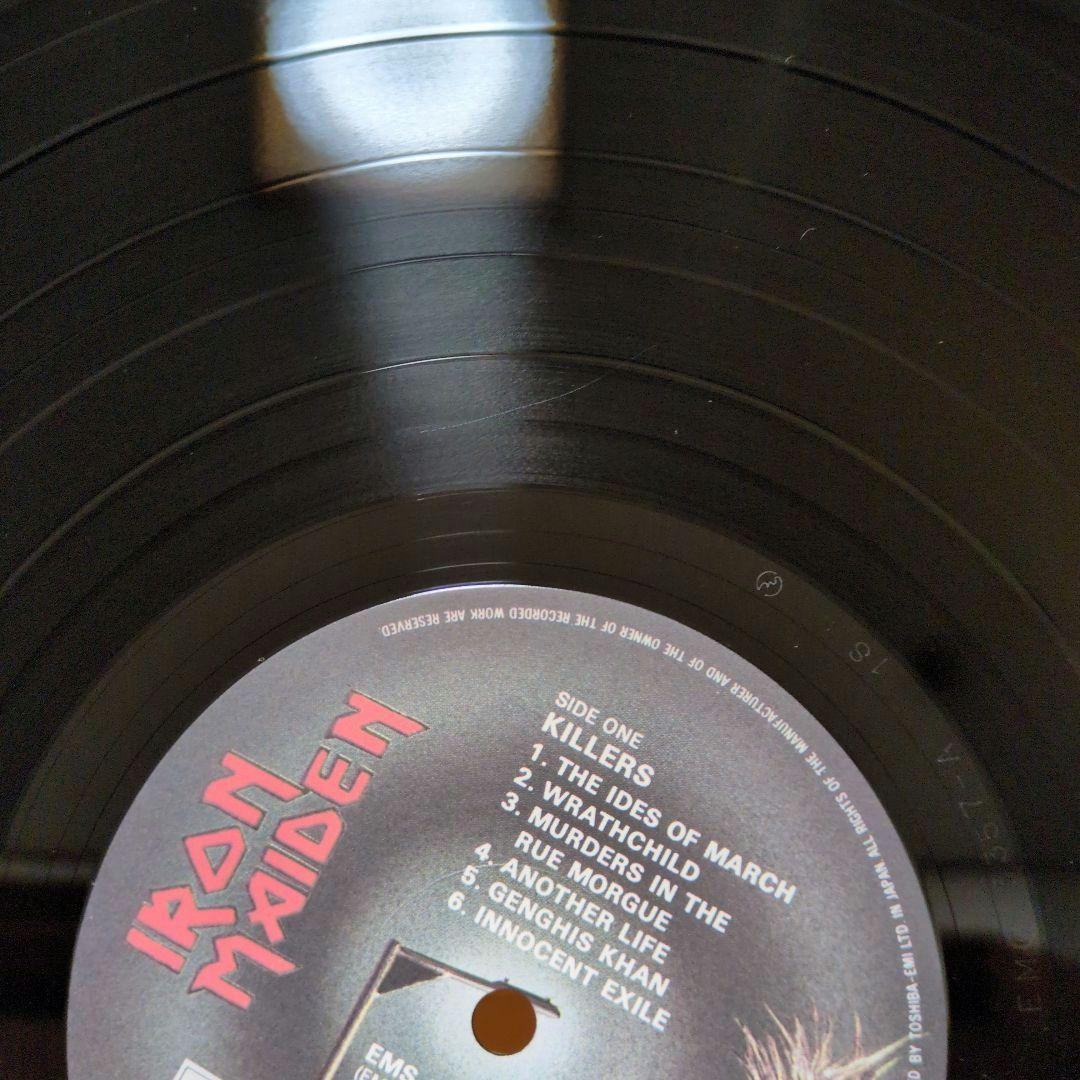 IRON
MAIDEN
SIDE ONE
KILLERS
1. THE IDES OF MARCH
2. WRATHCHILD
3. MURDERS IN THE
RUE MORGUE
4. ANOTHER LIFE
5. GENGHIS KHAN
6. INNOCENT EXILE
EMS
D BY TOSHIBA-EMI LTD. IN JAPAN. ALL RIGHTS OF THE MANUFACTURER AND OF THE OWNER OF THE RECORDED WORK ARE RESERVED.
1S